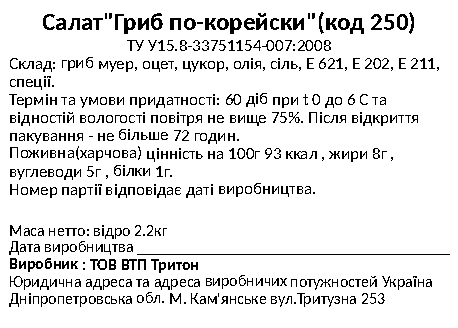 Салат"Гриб по-корейски"(код 250)
ТУ У15.8-33751154-007:2008
Склад: гриб муер, оцет, цукор, олія, сіль, Е 621, Е 202, Е 211,
спеції.
Термін та умови придатності: 60 діб при t 0 до 6 С та
відносній вологості повітря не вище 75%. Після відкриття
пакування - не більше 72 годин.
Поживна(харчова) цінність на 100г 93 ккал , жири 8г ,
вуглеводи 5г , білки 1г.
Номер партії відповідає даті виробництва.
Маса нетто: відро 2.2кг
Дата виробництва
Виробник : ТОВ ВТП Тритон
Юридична адреса та адреса виробничих потужностей Україна
Дніпропетровська обл. М. Кам'янське вул.Тритузна 253